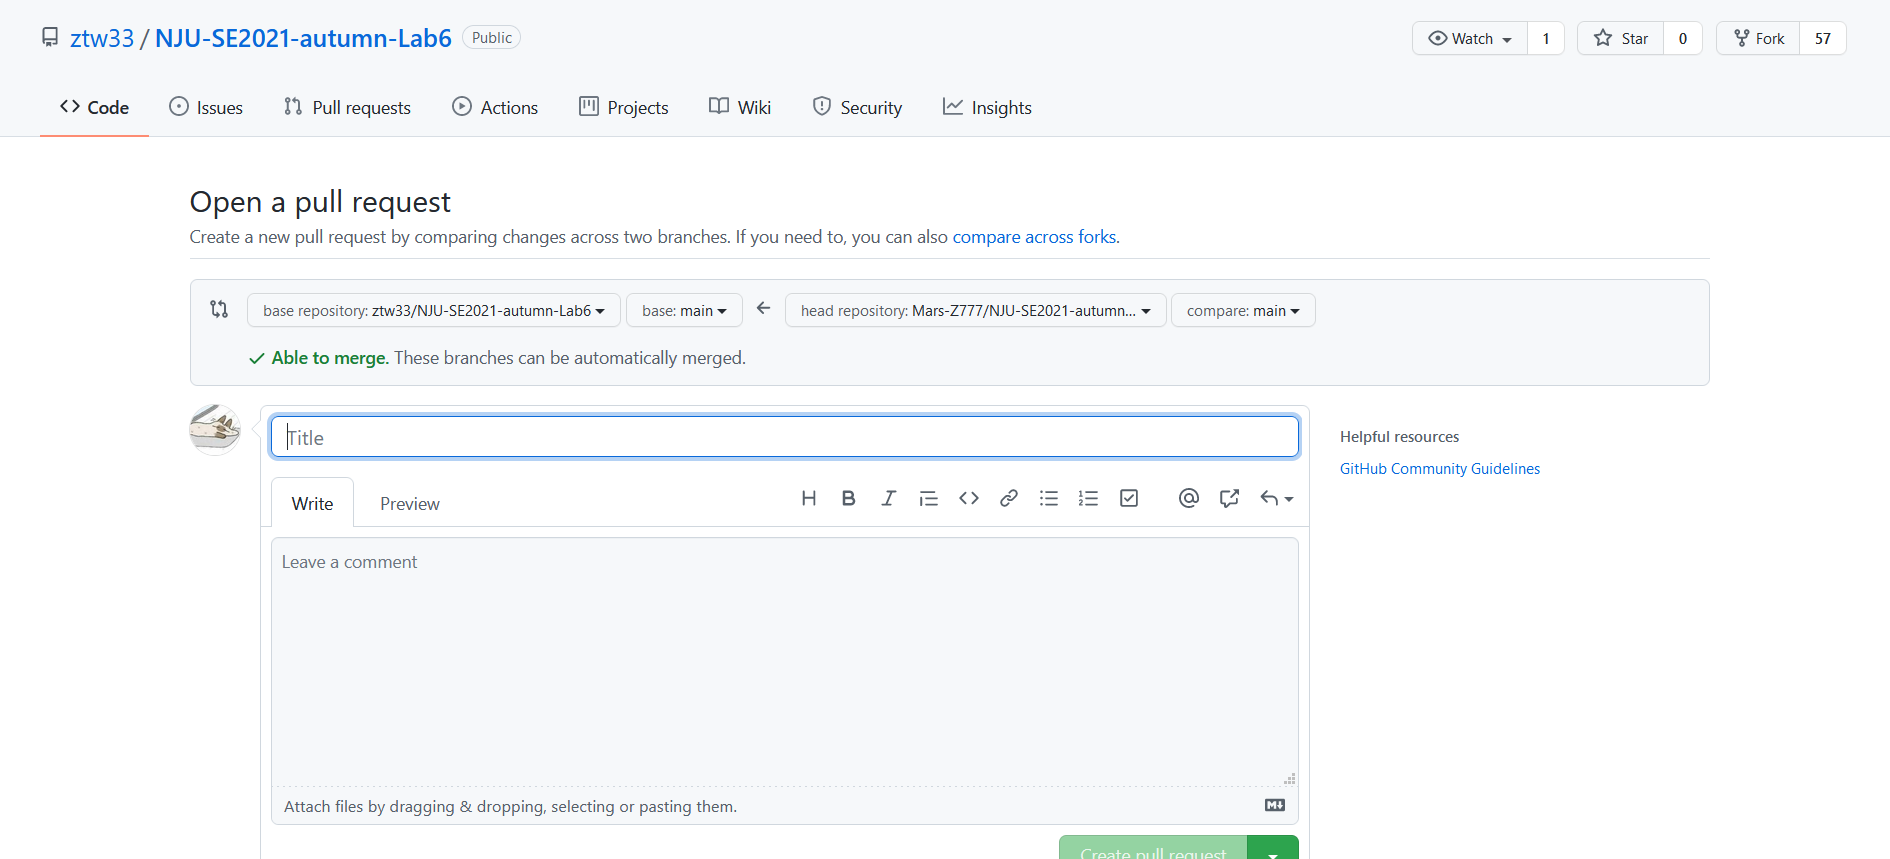 ztw33 / NJU-SE2021-autumn-Lab6 Public
Watch 1 Star 0 Fork 57
Code Issues Pull requests Actions Projects Wiki Security Insights
Open a pull request
Create a new pull request by comparing changes across two branches. If you need to, you can also compare across forks.
base repository: ztw33/NJU-SE2021-autumn-Lab6 base: main head repository: Mars-Z777/NJU-SE2021-autumn... compare: main
Able to merge. These branches can be automatically merged.
Title
Helpful resources
GitHub Community Guidelines
Write Preview
Leave a comment
Attach files by dragging & dropping, selecting or pasting them.
Create pull request